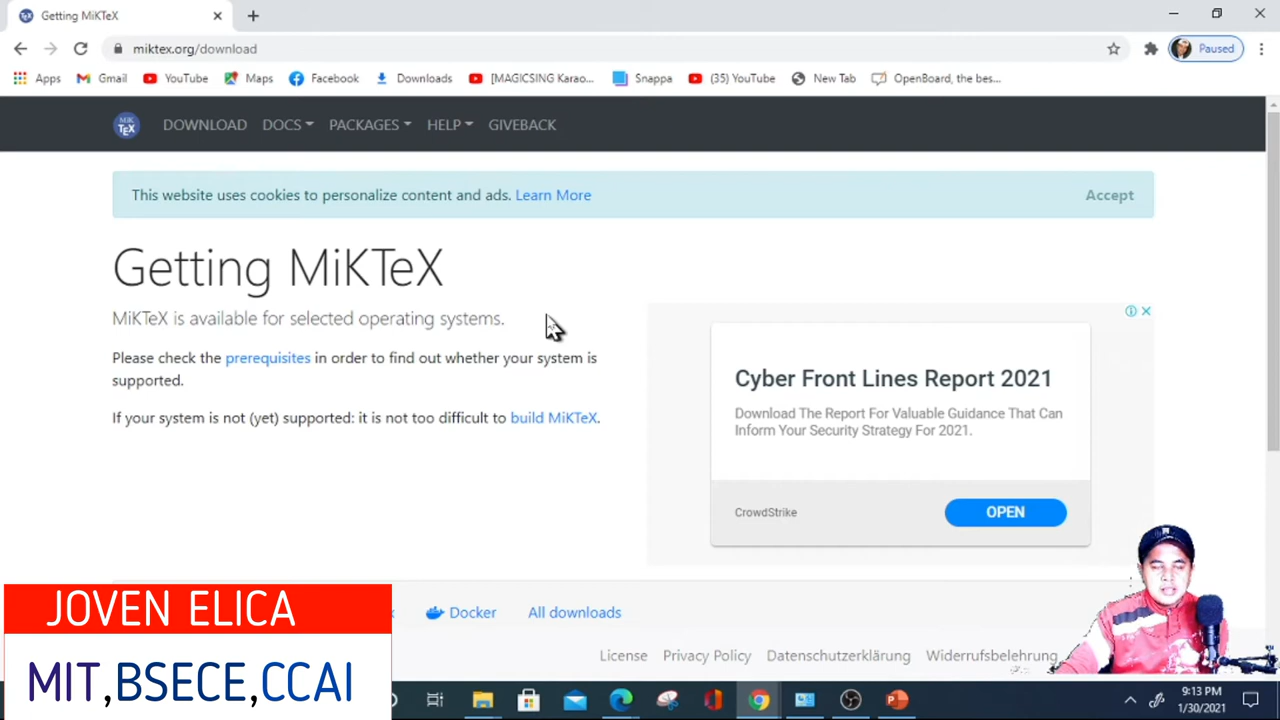 Getting MiKTeX
miktex.org/download
Paused
Apps Gmail YouTube Maps Facebook Downloads [MAGICSING Karao... Snappa (35) YouTube New Tab OpenBoard, the bes...
MiK TEX DOWNLOAD DOCS PACKAGES HELP GIVEBACK
This website uses cookies to personalize content and ads. Learn More Accept
Getting MiKTeX
MiKTeX is available for selected operating systems.
Please check the prerequisites in order to find out whether your system is
supported.
If your system is not (yet) supported: it is not too difficult to build MiKTeX.
Cyber Front Lines Report 2021
Download The Report For Valuable Guidance That Can
Inform Your Security Strategy For 2021.
CrowdStrike OPEN
Docker All downloads
License Privacy Policy Datenschutzerklärung Widerrufsbelehrung
JOVEN ELICA
MIT,BSECE,CCAI
9:13 PM
1/30/2021